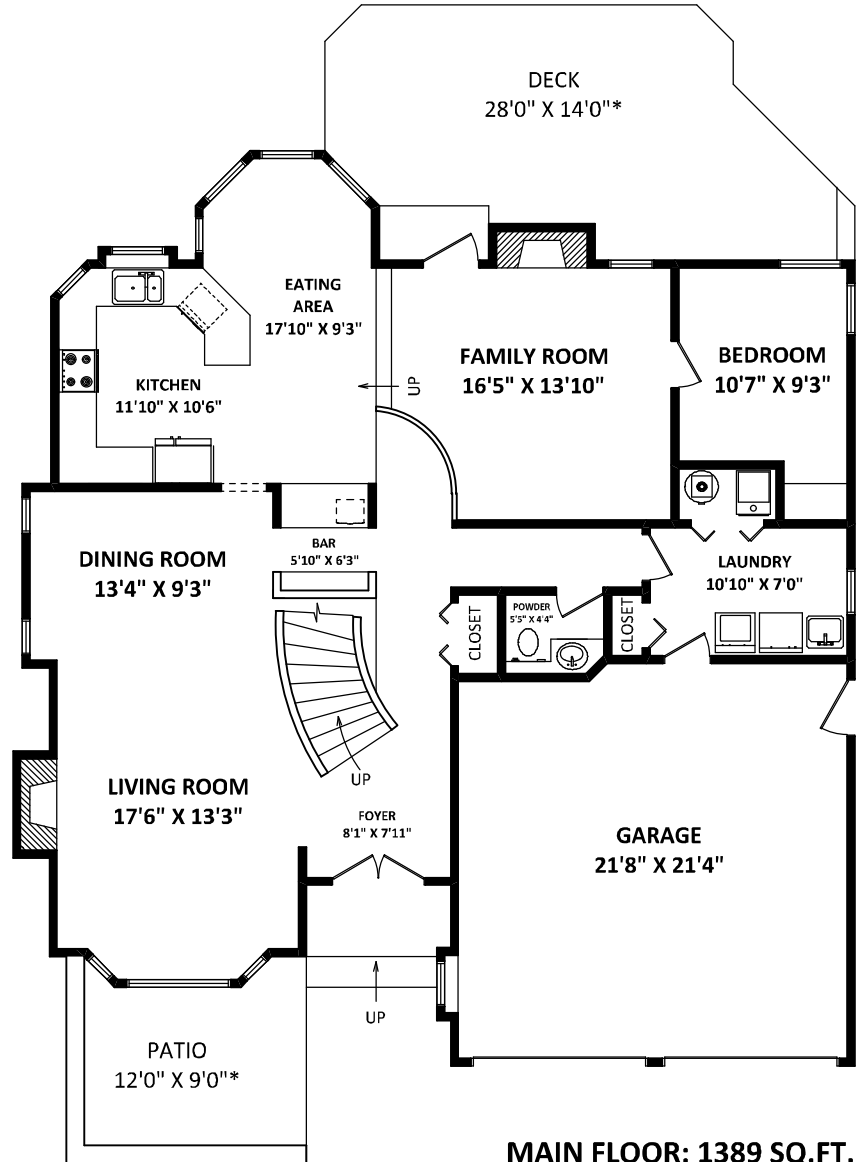 DECK
28'0" X 14'0"*
EATING
AREA
17'10" X 9'3"
FAMILY ROOM
16'5" X 13'10"
BEDROOM
10'7" X 9'3"
KITCHEN
11'10" X 10'6"
UP
BAR
5'10" X 6'3"
DINING ROOM
13'4" X 9'3"
LAUNDRY
10'10" X 7'0"
CLOSET
POWDER
5'5" X 4'4"
CLOSET
UP
LIVING ROOM
17'6" X 13'3"
FOYER
8'1" X 7'11"
GARAGE
21'8" X 21'4"
UP
PATIO
12'0" X 9'0"*
MAIN FLOOR: 1389 SQ.FT.